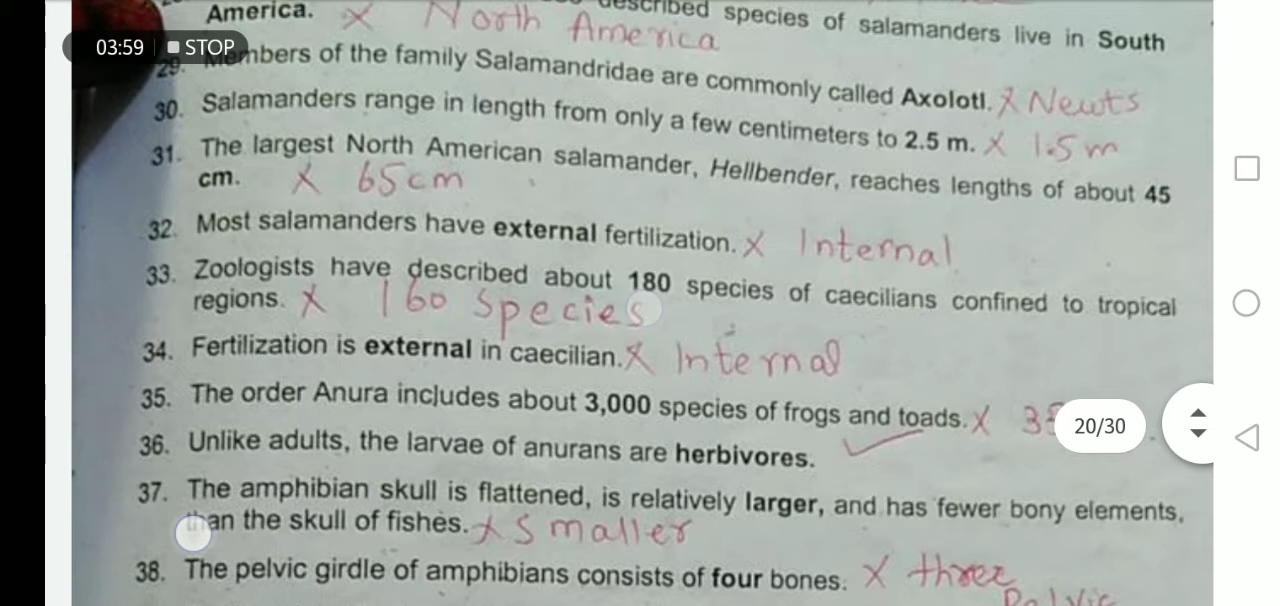 described species of salamanders live in South
America. X North America
03:59 STOP
29. Members of the family Salamandridae are commonly called Axolotl. X Newts
30. Salamanders range in length from only a few centimeters to 2.5 m. X 1.5 m
31. The largest North American salamander, Hellbender, reaches lengths of about 45
cm. X 65 cm
32. Most salamanders have external fertilization. X Internal
33. Zoologists have described about 180 species of caecilians confined to tropical
regions. X 160 Species
34. Fertilization is external in caecilian. X Internal
35. The order Anura includes about 3,000 species of frogs and toads. X
20/30
36. Unlike adults, the larvae of anurans are herbivores. ✓
37. The amphibian skull is flattened, is relatively larger, and has fewer bony elements,
than the skull of fishes. X Smaller
38. The pelvic girdle of amphibians consists of four bones. X three
Pelvic